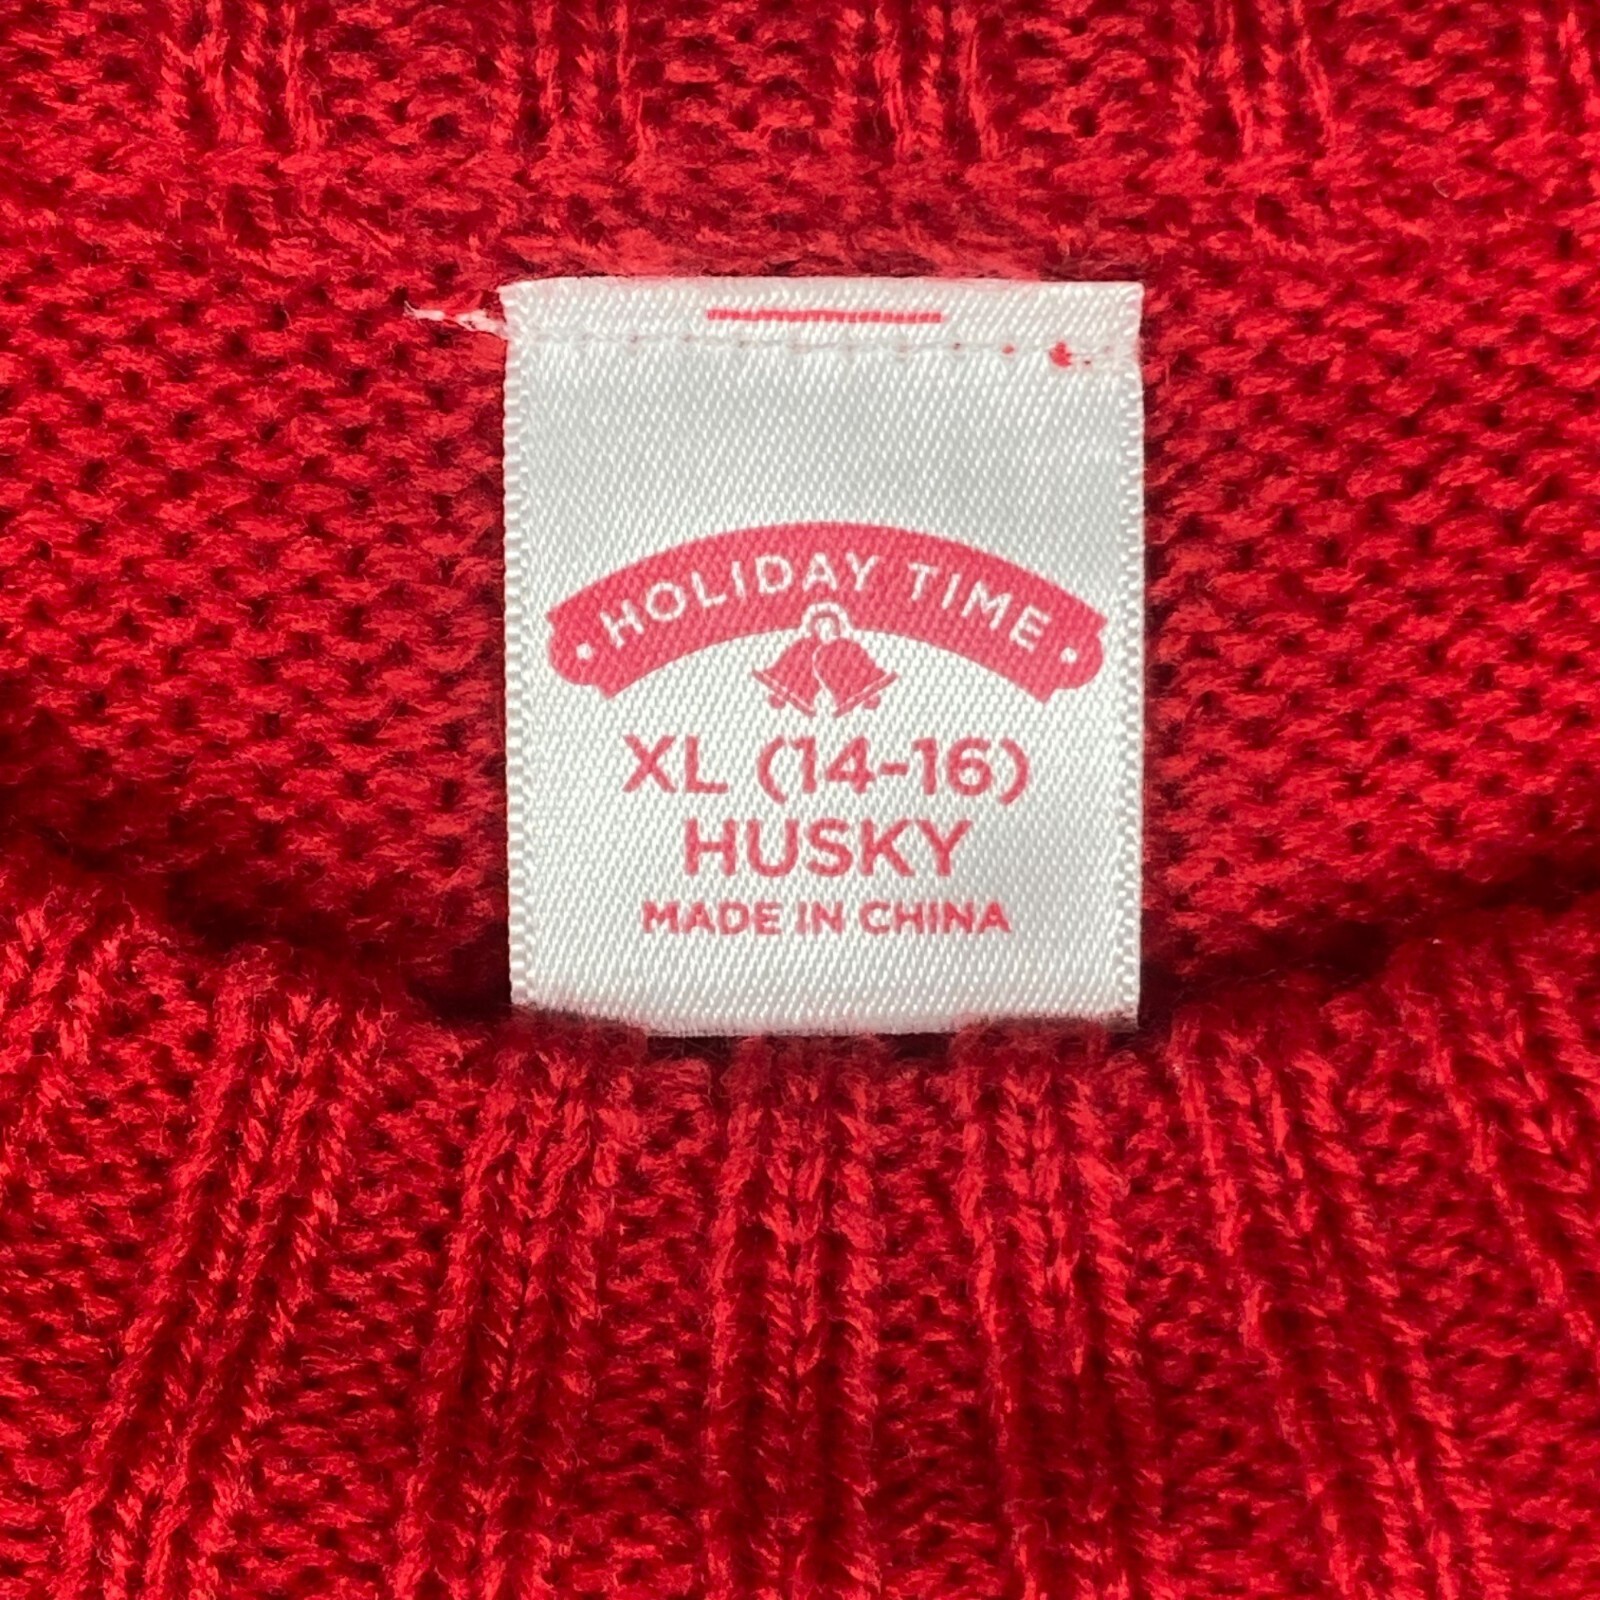 HOLIDAY TIME
XL (14-16)
HUSKY
MADE IN CHINA